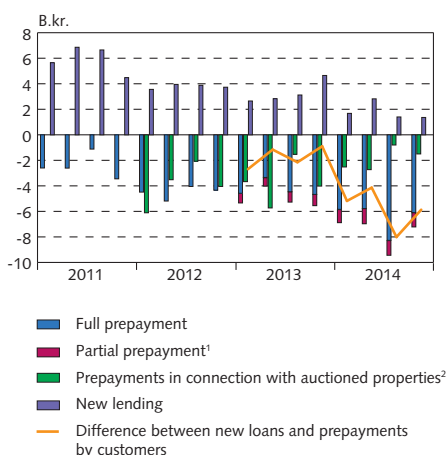 B.kr.
8
6
4
2
0
-2
-4
-6
-8
-10
2011 2012 2013 2014
Full prepayment
Partial prepayment¹
Prepayments in connection with auctioned properties²
New lending
Difference between new loans and prepayments
by customers